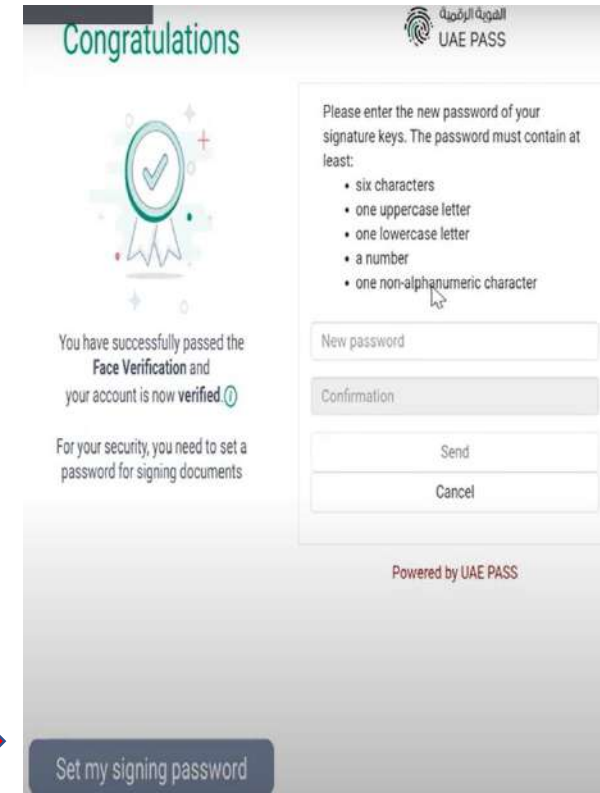 Congratulations
You have successfully passed the
Face Verification and
your account is now verified.
For your security, you need to set a
password for signing documents
Set my signing password
الهوية الرقمية
UAE PASS
Please enter the new password of your
signature keys. The password must contain at
least:
• six characters
• one uppercase letter
• one lowercase letter
• a number
• one non-alphanumeric character
New password
Confirmation
Send
Cancel
Powered by UAE PASS